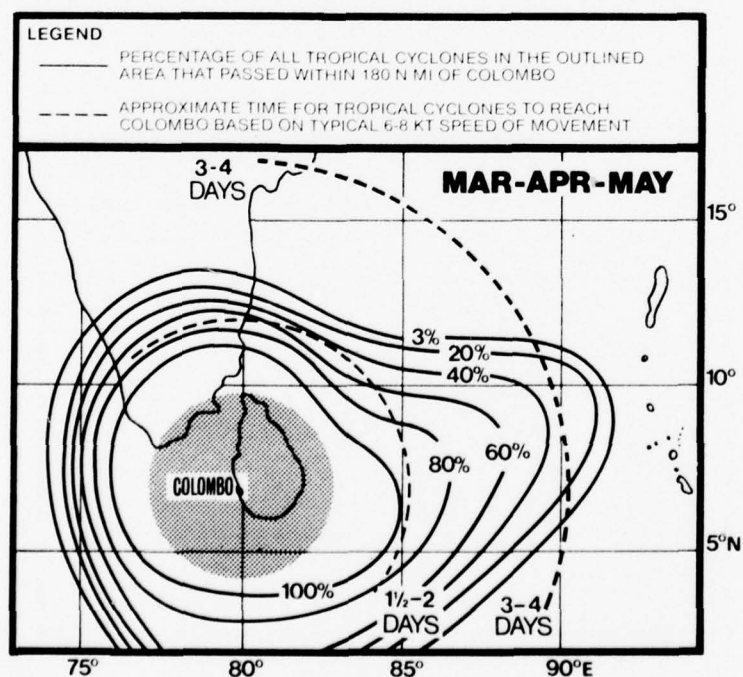 LEGEND
PERCENTAGE OF ALL TROPICAL CYCLONES IN THE OUTLINED
AREA THAT PASSED WITHIN 180 N MI OF COLOMBO
APPROXIMATE TIME FOR TROPICAL CYCLONES TO REACH
COLOMBO BASED ON TYPICAL 6-8 KT SPEED OF MOVEMENT
3-4
DAYS
MAR-APR-MAY
15°
3%
20%
40%
10°
60%
80%
COLOMBO
5°N
100%
1½-2
DAYS
3-4
DAYS
75°
80°
85°
90°E